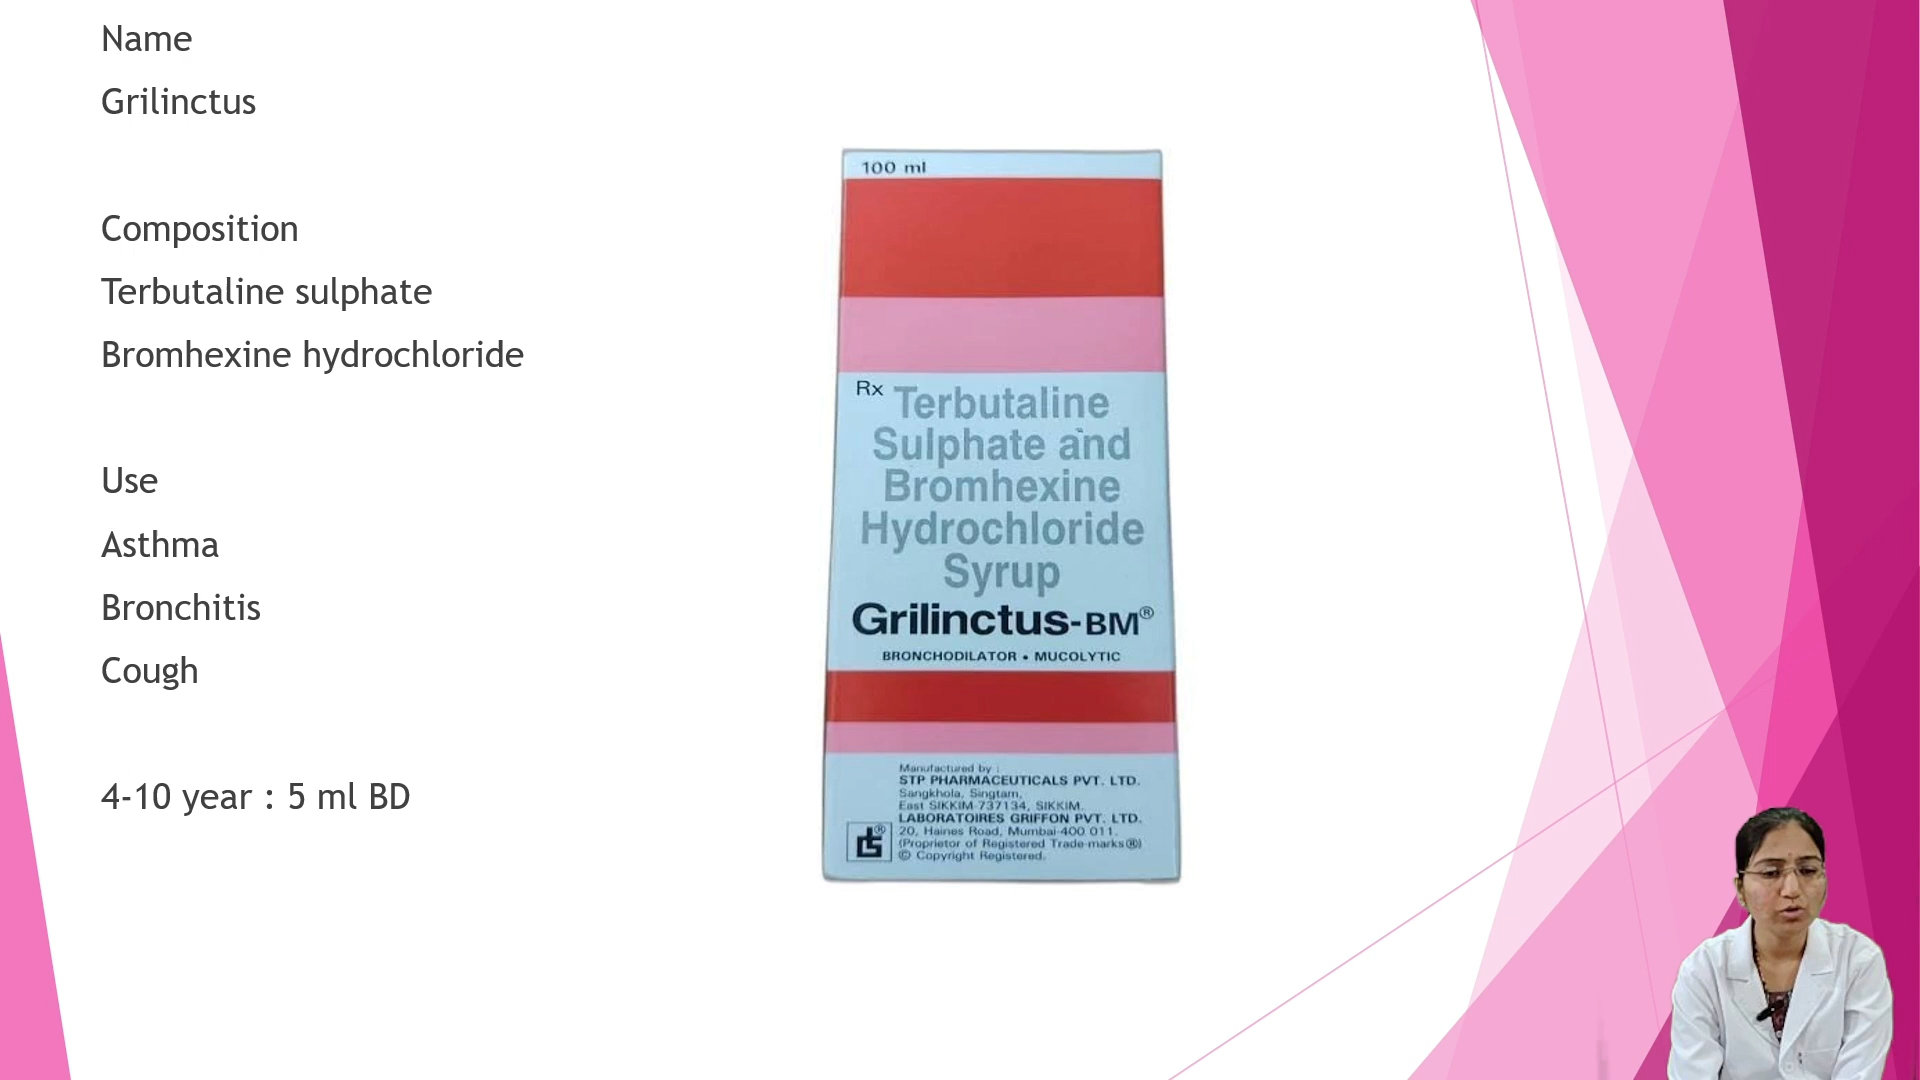 Name
Grilinctus
Composition
Terbutaline sulphate
Bromhexine hydrochloride
Use
Asthma
Bronchitis
Cough
4-10 year : 5 ml BD
100 ml
Rx Terbutaline
Sulphate and
Bromhexine
Hydrochloride
Syrup
Grilinctus-BM®
BRONCHODILATOR • MUCOLYTIC
Manufactured by :
STP PHARMACEUTICALS PVT. LTD.
Sangkhola, Singtam,
East SIKKIM-737134, SIKKIM.
LABORATOIRES GRIFFON PVT. LTD.
20, Haines Road, Mumbai-400 011.
(Proprietor of Registered Trade-marks®)
© Copyright Registered.